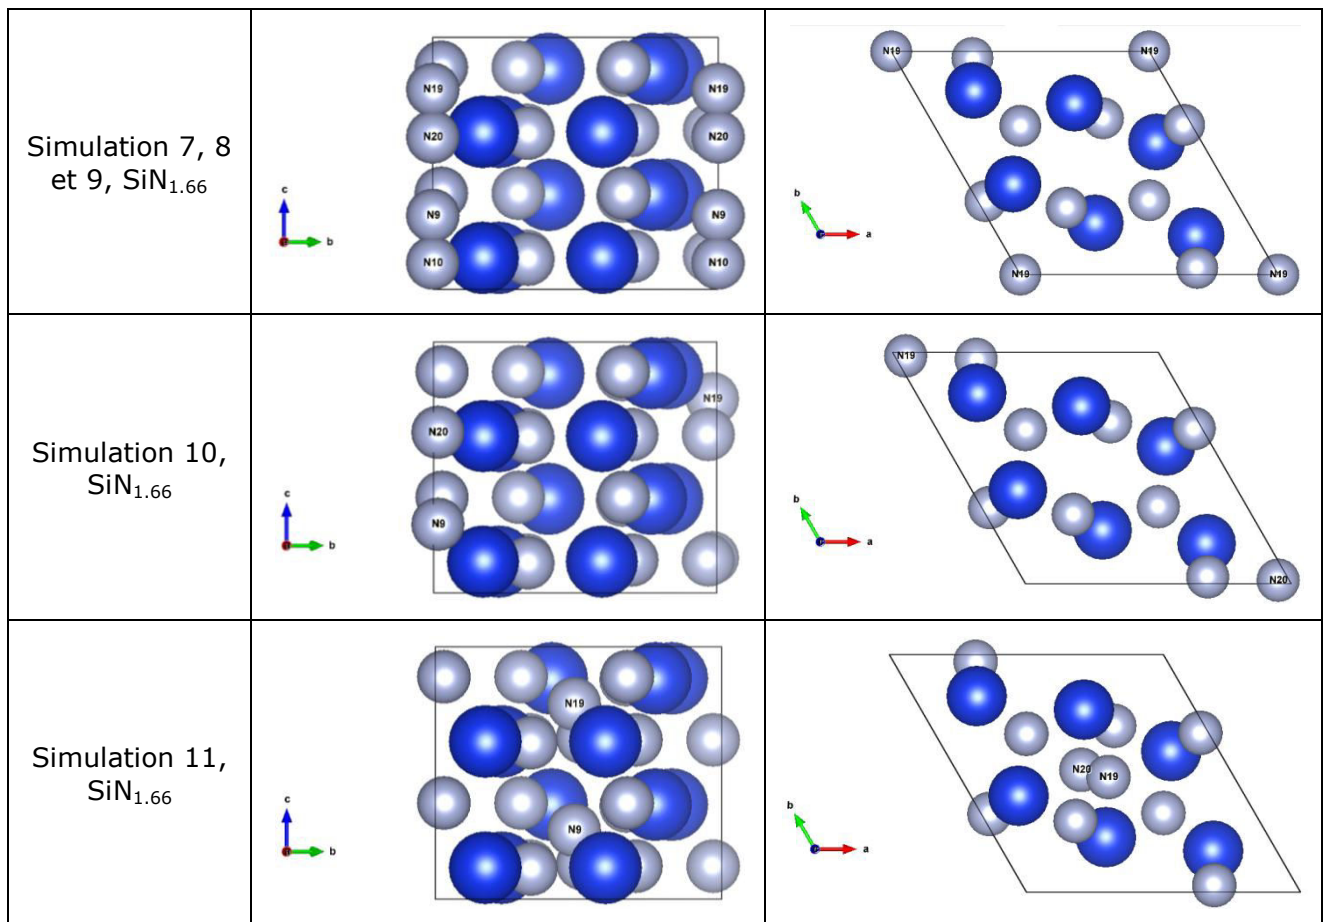 Simulation 7, 8
et 9, SiN1.66
c
b
N19
N19
N20
N20
N9
N9
N10
N10
b
a
N19
N19
N19
N19
Simulation 10,
SiN1.66
c
b
N19
N20
N9
b
a
N19
N20
Simulation 11,
SiN1.66
c
b
N19
N9
b
a
N20
N19